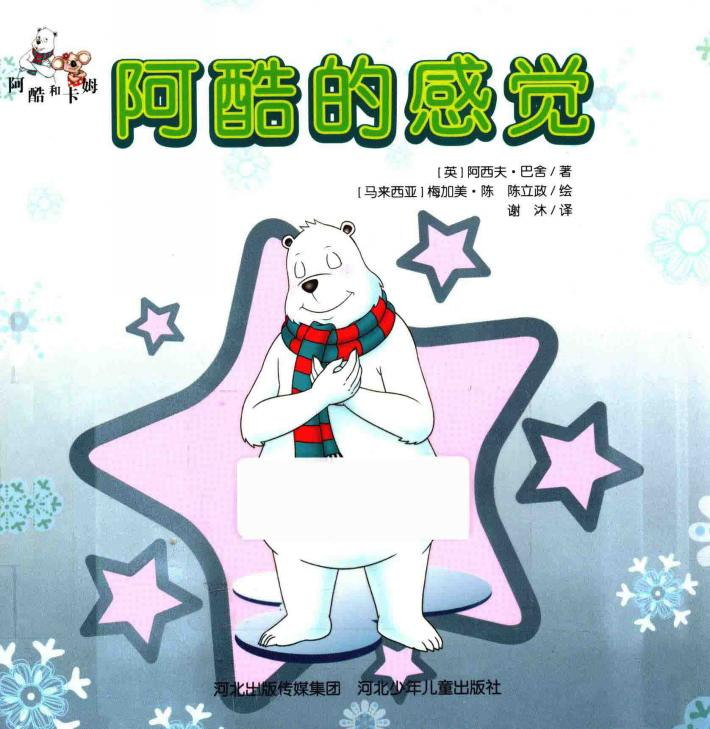 阿酷和卡姆
阿酷的感觉
［英］阿西夫·巴舍/著
［马来西亚］梅加美·陈 陈立政/绘
谢 沐/译
河北出版传媒集团 河北少年儿童出版社